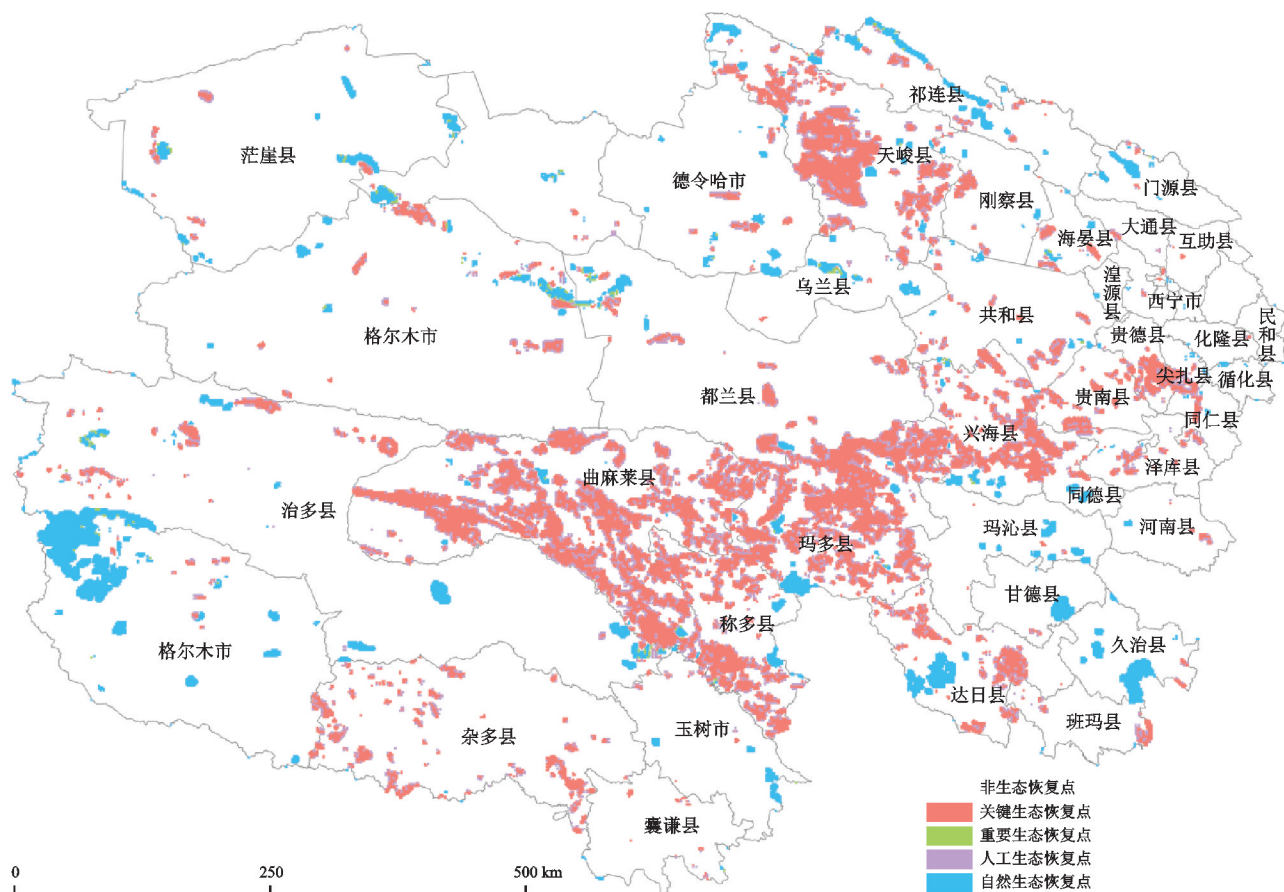 祁连县
茫崖县
天峻县
德令哈市
门源县
刚察县
大通县
海晏县
互助县
乌兰县
湟源县
西宁市
共和县
民和县
格尔木市
贵德县
化隆县
尖扎县
循化县
都兰县
贵南县
同仁县
兴海县
泽库县
曲麻莱县
同德县
治多县
玛沁县
河南县
玛多县
甘德县
称多县
格尔木市
久治县
达日县
玉树市
班玛县
杂多县
囊谦县
非生态恢复点
关键生态恢复点
重要生态恢复点
人工生态恢复点
自然生态恢复点
0 250 500 km